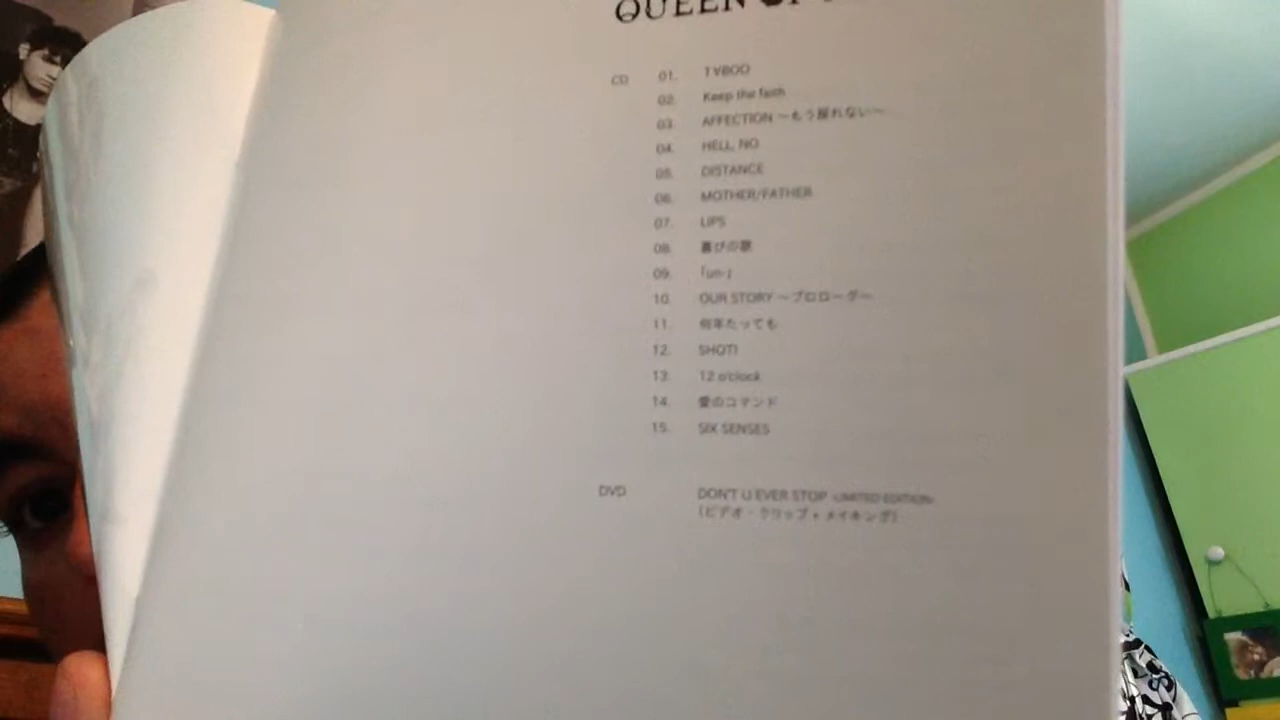 QUEEN OF
CD 01. TVBOO
02. Keep the faith
03. AFFECTION 〜もう戻れない〜
04. HELL, NO
05. DISTANCE
06. MOTHER/FATHER
07. LIPS
08. 喜びの歌
09. 「un-」
10. OUR STORY 〜プロローグ〜
11. 何年たっても
12. SHOTI
13. 12 o'clock
14. 愛のコマンド
15. SIX SENSES
DVD DON'T U EVER STOP -LIMITED EDITION-
(ビデオ・クリップ + メイキング)